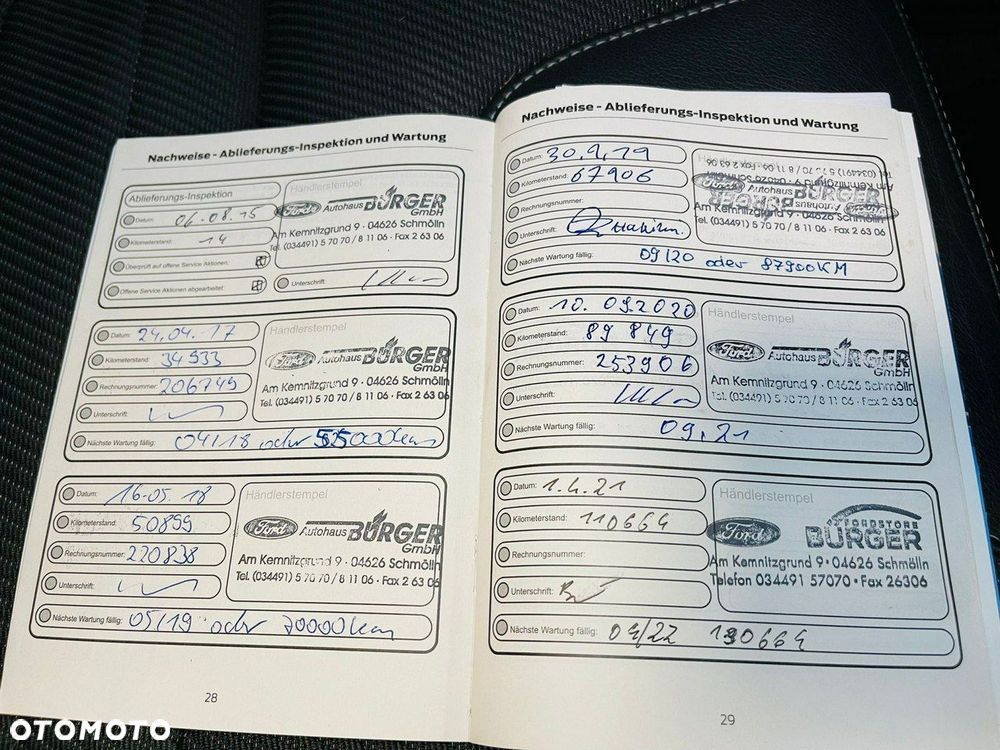 Nachweise - Ablieferungs-Inspektion und Wartung
Ablieferungs-Inspektion
Datum: 06.08.15
Kilometerstand: 14
Überprüft auf offene Service Aktionen:
Offene Service Aktionen abgearbeitet:
Händlerstempel
Ford Autohaus BÜRGER
GmbH
Am Kemnitzgrund 9 · 04626 Schmölln
Tel. (034491) 5 70 70 / 8 11 06 · Fax 2 63 06
Unterschrift:
Datum: 24.04.17
Kilometerstand: 34533
Rechnungsnummer: 206745
Unterschrift:
Nächste Wartung fällig: 04/18 oder 55000km
Händlerstempel
Ford Autohaus BÜRGER
GmbH
Am Kemnitzgrund 9 · 04626 Schmölln
Tel. (034491) 5 70 70 / 8 11 06 · Fax 2 63 06
Datum: 16.05.18
Kilometerstand: 50899
Rechnungsnummer: 220838
Unterschrift:
Nächste Wartung fällig: 05/19 oder 70000km
Händlerstempel
Ford Autohaus BÜRGER
GmbH
Am Kemnitzgrund 9 · 04626 Schmölln
Tel. (034491) 5 70 70 / 8 11 06 · Fax 2 63 06
28
Nachweise - Ablieferungs-Inspektion und Wartung
Datum: 30.9.19
Kilometerstand: 67906
Rechnungsnummer:
Unterschrift:
Nächste Wartung fällig: 09/20 oder 87900KM
Händlerstempel
Ford Autohaus BÜRGER
GmbH
Am Kemnitzgrund 9 · 04626 Schmölln
Tel. (034491) 5 70 70 / 8 11 06 · Fax 2 63 06
Datum: 10.09.2020
Kilometerstand: 89849
Rechnungsnummer: 253906
Unterschrift:
Nächste Wartung fällig: 09.21
Händlerstempel
Ford Autohaus BÜRGER
GmbH
Am Kemnitzgrund 9 · 04626 Schmölln
Tel. (034491) 5 70 70 / 8 11 06 · Fax 2 63 06
Datum: 1.4.21
Kilometerstand: 110664
Rechnungsnummer:
Unterschrift:
Nächste Wartung fällig: 04/22 130664
Händlerstempel
Ford FORDSTORE
BÜRGER
Am Kemnitzgrund 9 · 04626 Schmölln
Telefon 034491 57070 · Fax 26306
29
OTOMOTO